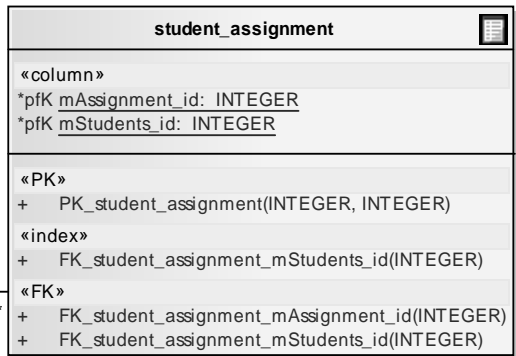 student_assignment
«column»
*pfK mAssignment_id: INTEGER
*pfK mStudents_id: INTEGER
«PK»
+ PK_student_assignment(INTEGER, INTEGER)
«index»
+ FK_student_assignment_mStudents_id(INTEGER)
«FK»
+ FK_student_assignment_mAssignment_id(INTEGER)
+ FK_student_assignment_mStudents_id(INTEGER)